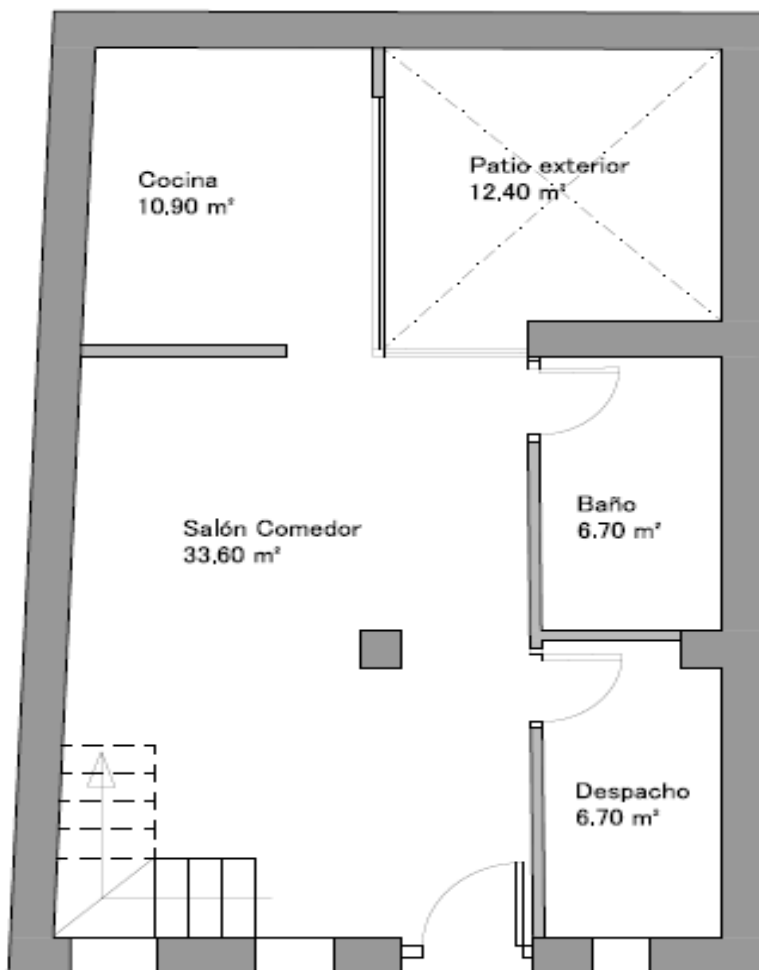 Cocina
10,90 m²
Patio exterior
12,40 m²
Salón Comedor
33,60 m²
Baño
6.70 m²
Despacho
6.70 m²